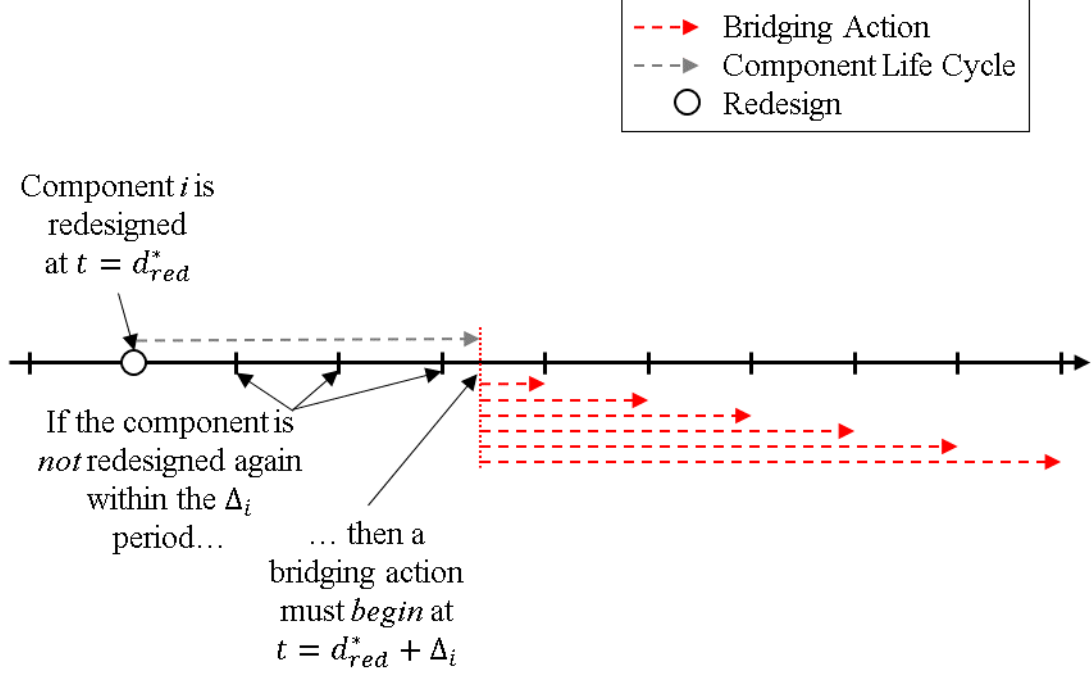 Bridging Action
Component Life Cycle
Redesign
Component i is
redesigned
at t = d*red
If the component is
not redesigned again
within the Δi
period…
… then a
bridging action
must begin at
t = d*red + Δi